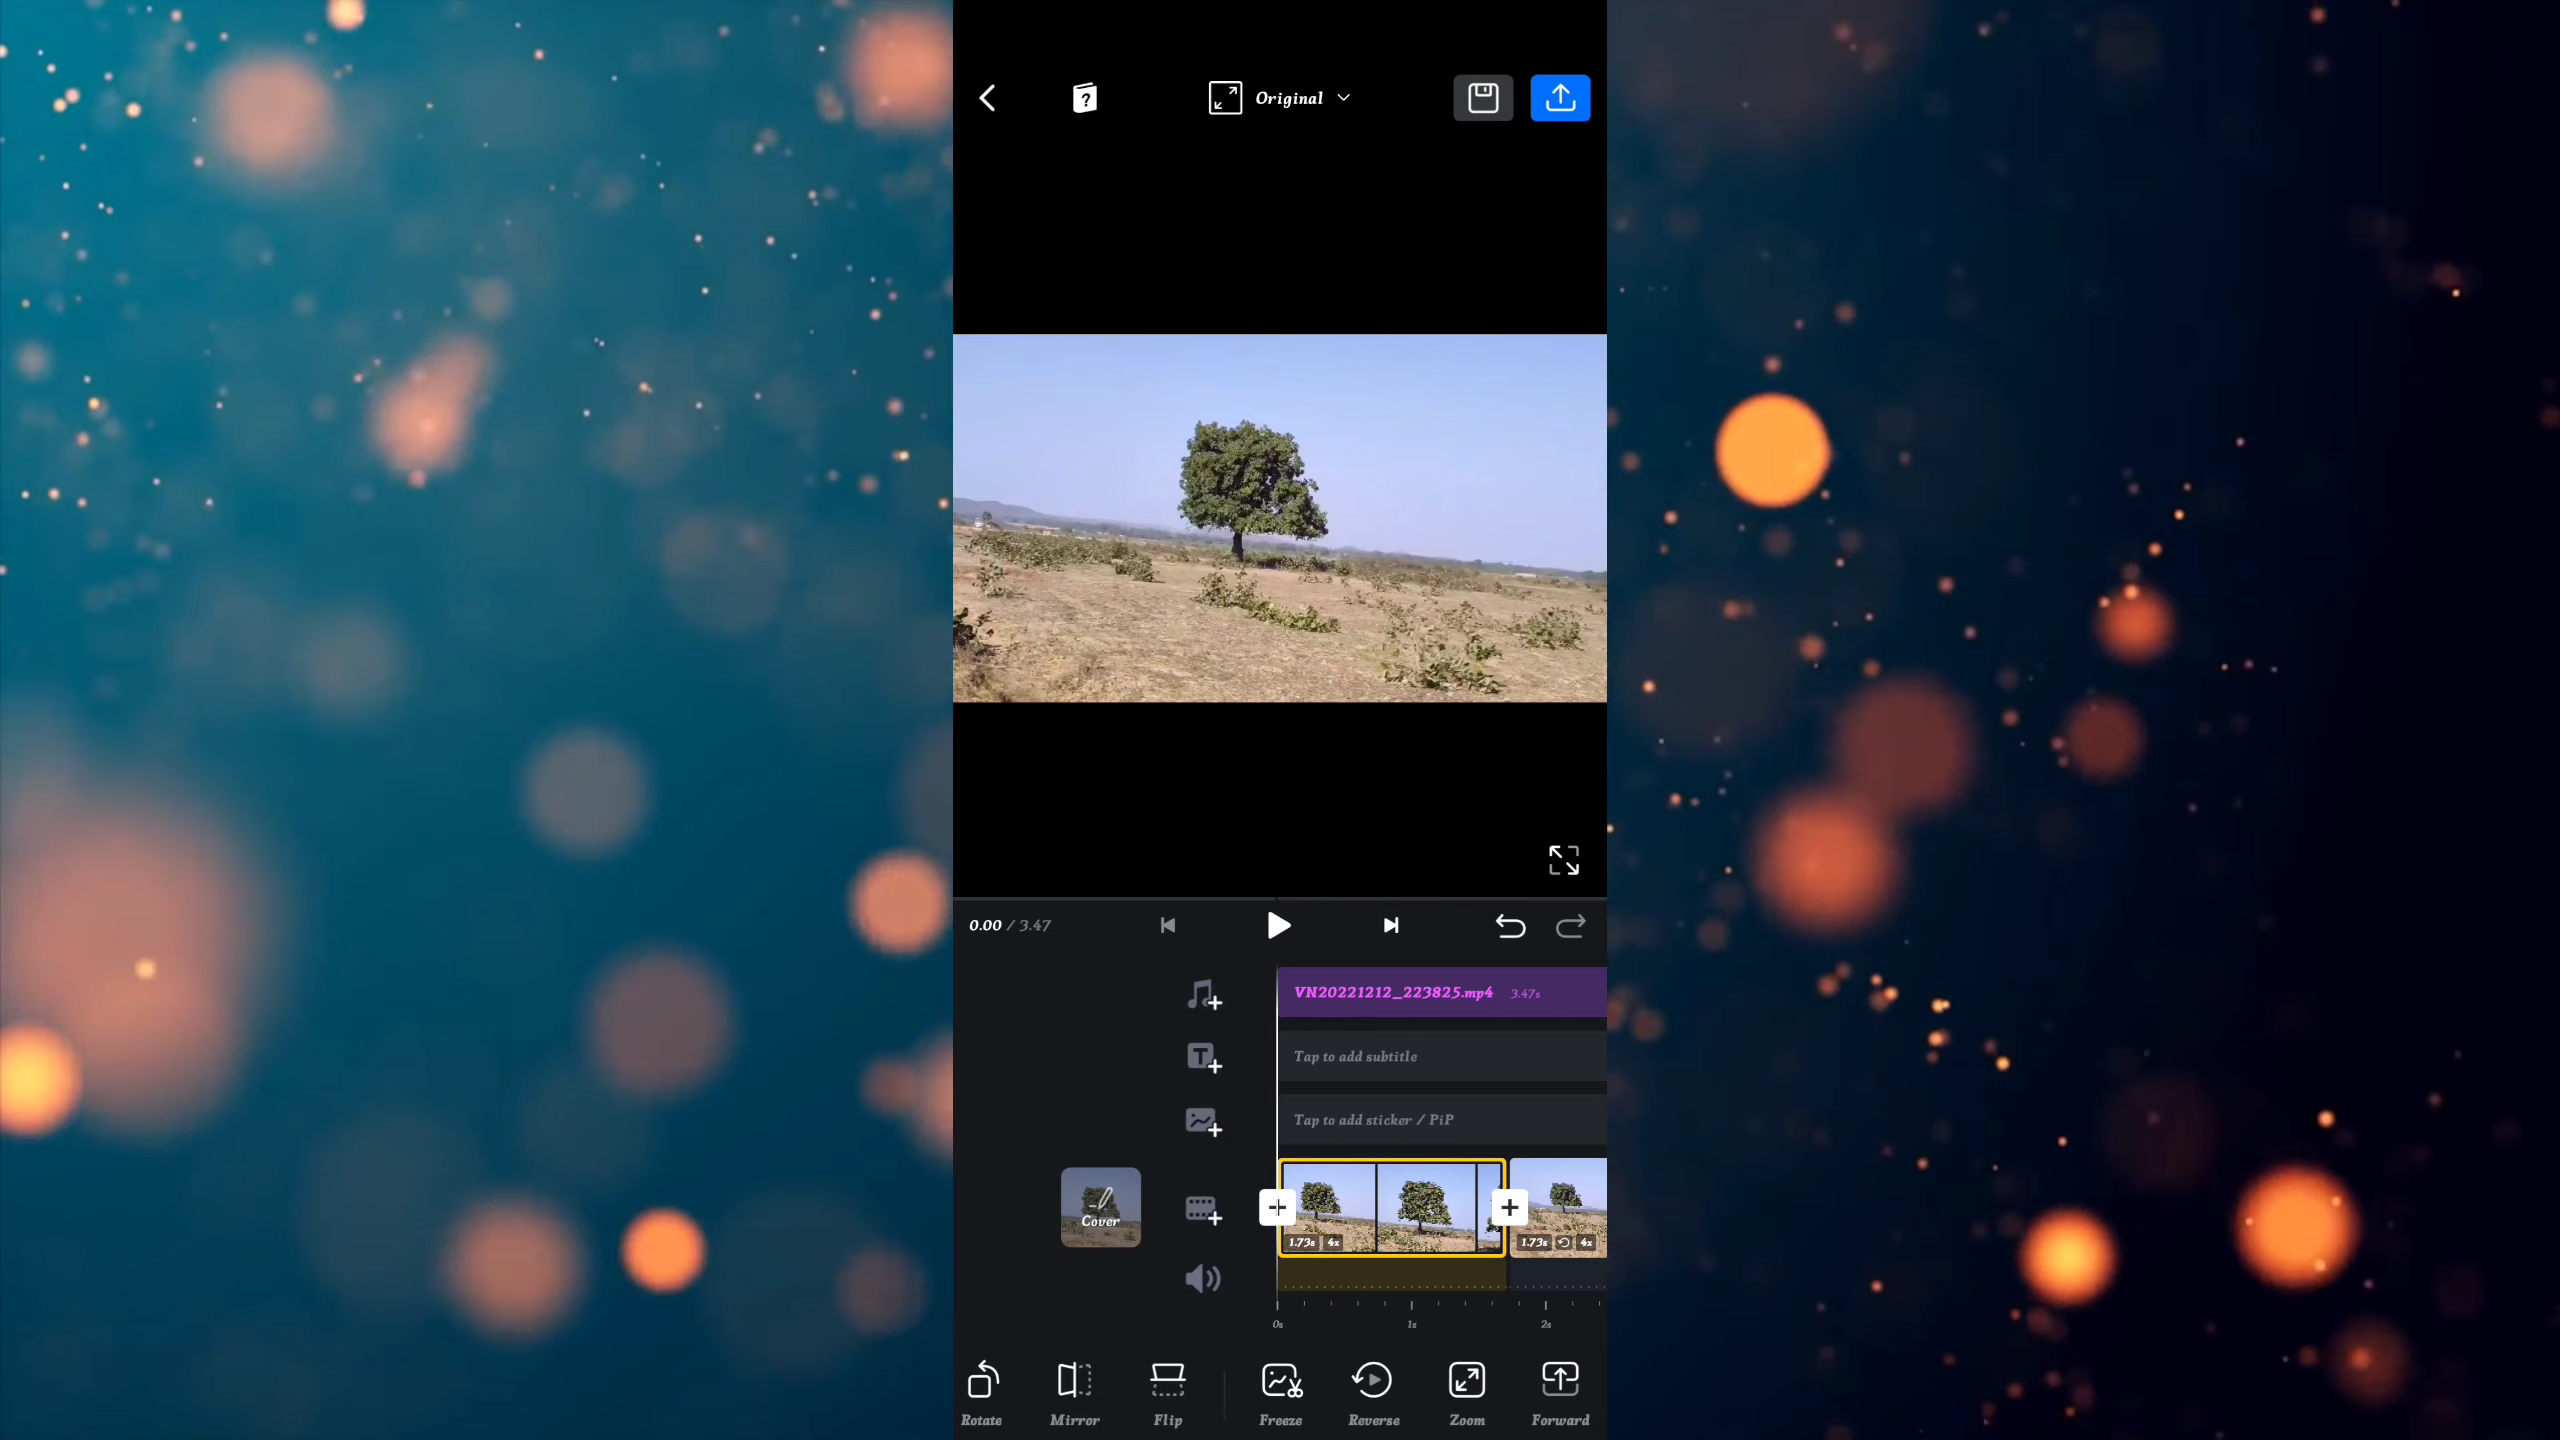 Original
0.00 / 3.47
VN20221212_223825.mp4 3.47s
Tap to add subtitle
Tap to add sticker / PiP
Cover
1.73s 4x
1.73s 4x
0s 1s 2s
Rotate Mirror Flip Freeze Reverse Zoom Forward